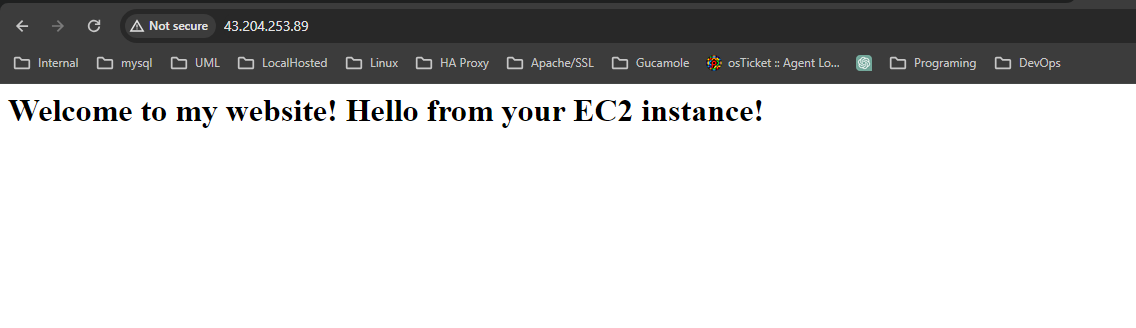 Not secure 43.204.253.89
Internal mysql UML LocalHosted Linux HA Proxy Apache/SSL Gucamole osTicket :: Agent Lo... Programing DevOps
Welcome to my website! Hello from your EC2 instance!